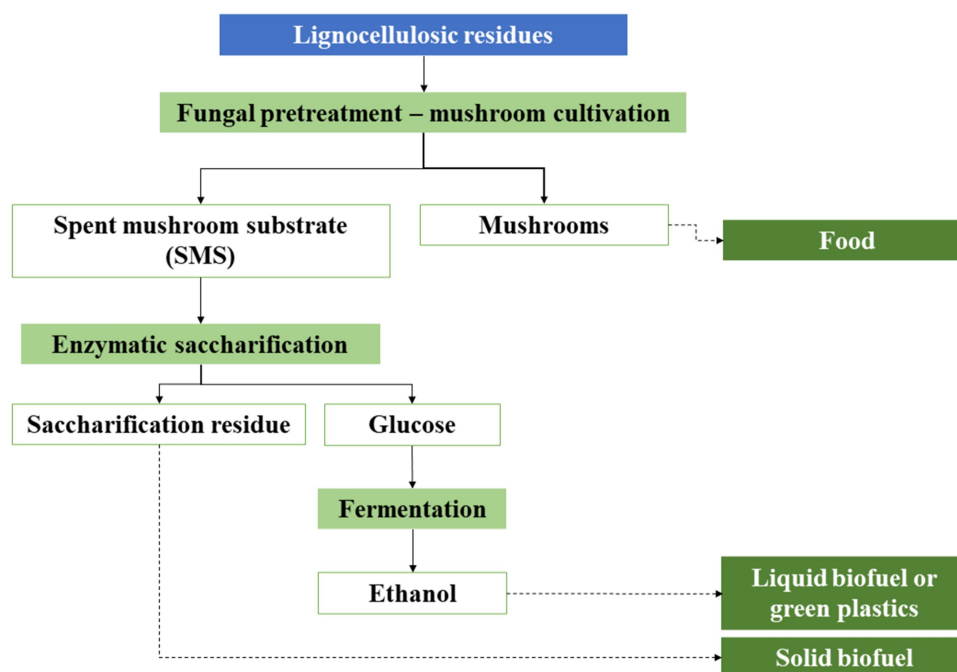 Lignocellulosic residues
Fungal pretreatment – mushroom cultivation
Spent mushroom substrate
(SMS)
Mushrooms
Food
Enzymatic saccharification
Saccharification residue
Glucose
Fermentation
Ethanol
Liquid biofuel or
green plastics
Solid biofuel